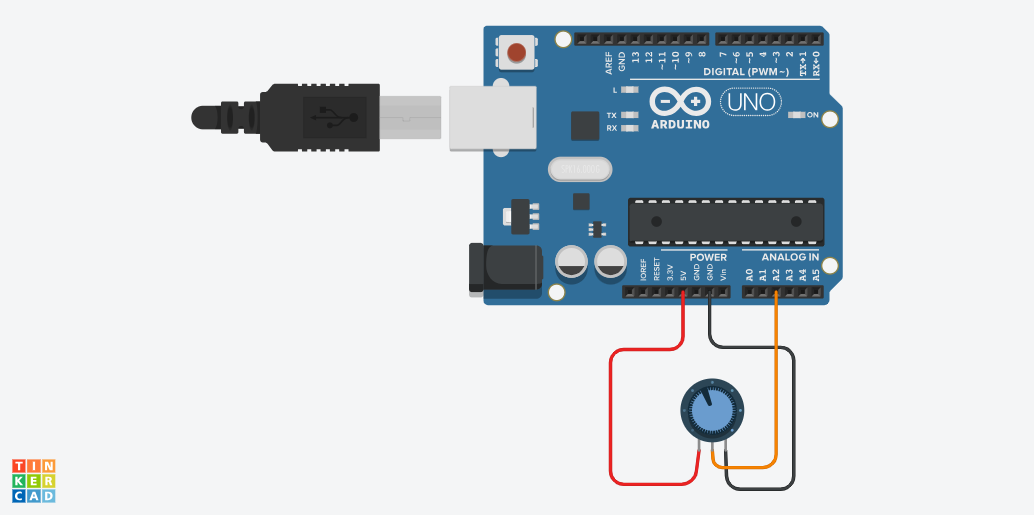 AREF
GND
13
12
~11
~10
~9
8
7
~6
~5
4
~3
2
TX→1
RX←0
DIGITAL (PWM~)
L
TX
RX
UNO
ON
ARDUINO
POWER
ANALOG IN
IOREF
RESET
3.3V
5V
GND
GND
Vin
A0
A1
A2
A3
A4
A5
TIN
KER
CAD